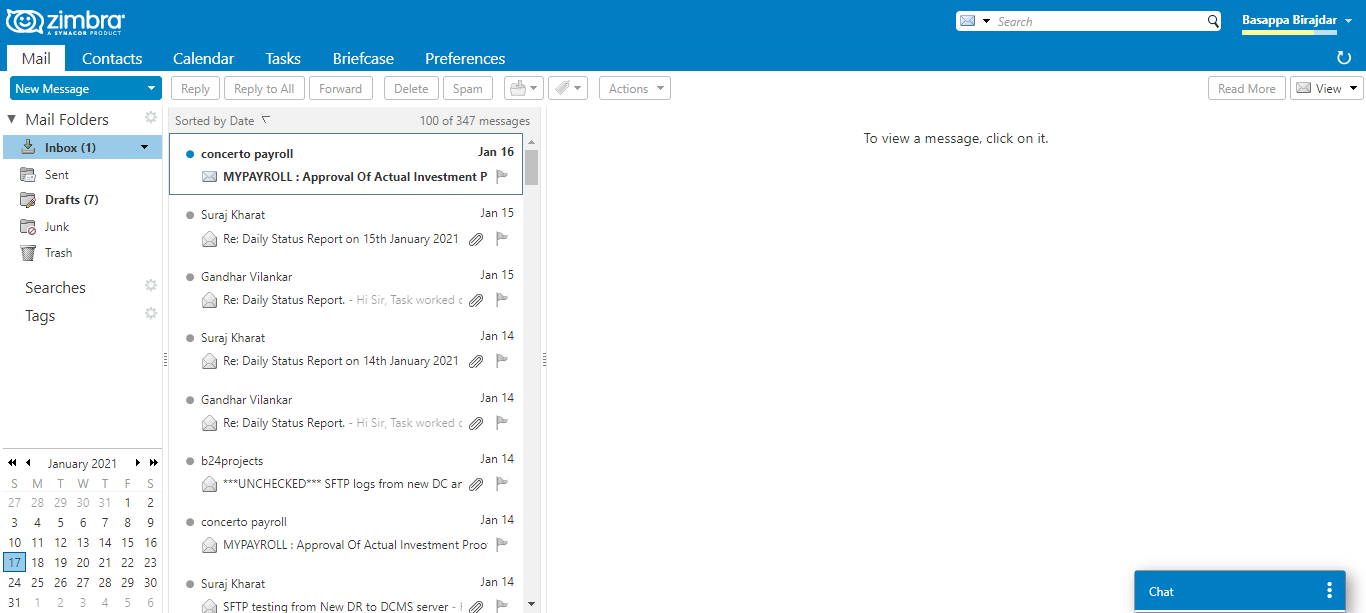 zimbra
A SYNACOR PRODUCT
Search
Basappa Birajdar
Mail Contacts Calendar Tasks Briefcase Preferences
New Message Reply Reply to All Forward Delete Spam Actions Read More View
Mail Folders
Inbox (1)
Sent
Drafts (7)
Junk
Trash
Searches
Tags
Sorted by Date 100 of 347 messages
concerto payroll Jan 16
MYPAYROLL : Approval Of Actual Investment P
Suraj Kharat Jan 15
Re: Daily Status Report on 15th January 2021
Gandhar Vilankar Jan 15
Re: Daily Status Report. - Hi Sir, Task worked c
Suraj Kharat Jan 14
Re: Daily Status Report on 14th January 2021
Gandhar Vilankar Jan 14
Re: Daily Status Report. - Hi Sir, Task worked c
b24projects Jan 14
***UNCHECKED*** SFTP logs from new DC ar
concerto payroll Jan 14
MYPAYROLL : Approval Of Actual Investment Proo
Suraj Kharat Jan 14
SFTP testing from New DR to DCMS server -
To view a message, click on it.
January 2021
S M T W T F S
27 28 29 30 31 1 2
3 4 5 6 7 8 9
10 11 12 13 14 15 16
17 18 19 20 21 22 23
24 25 26 27 28 29 30
31 1 2 3 4 5 6
Chat